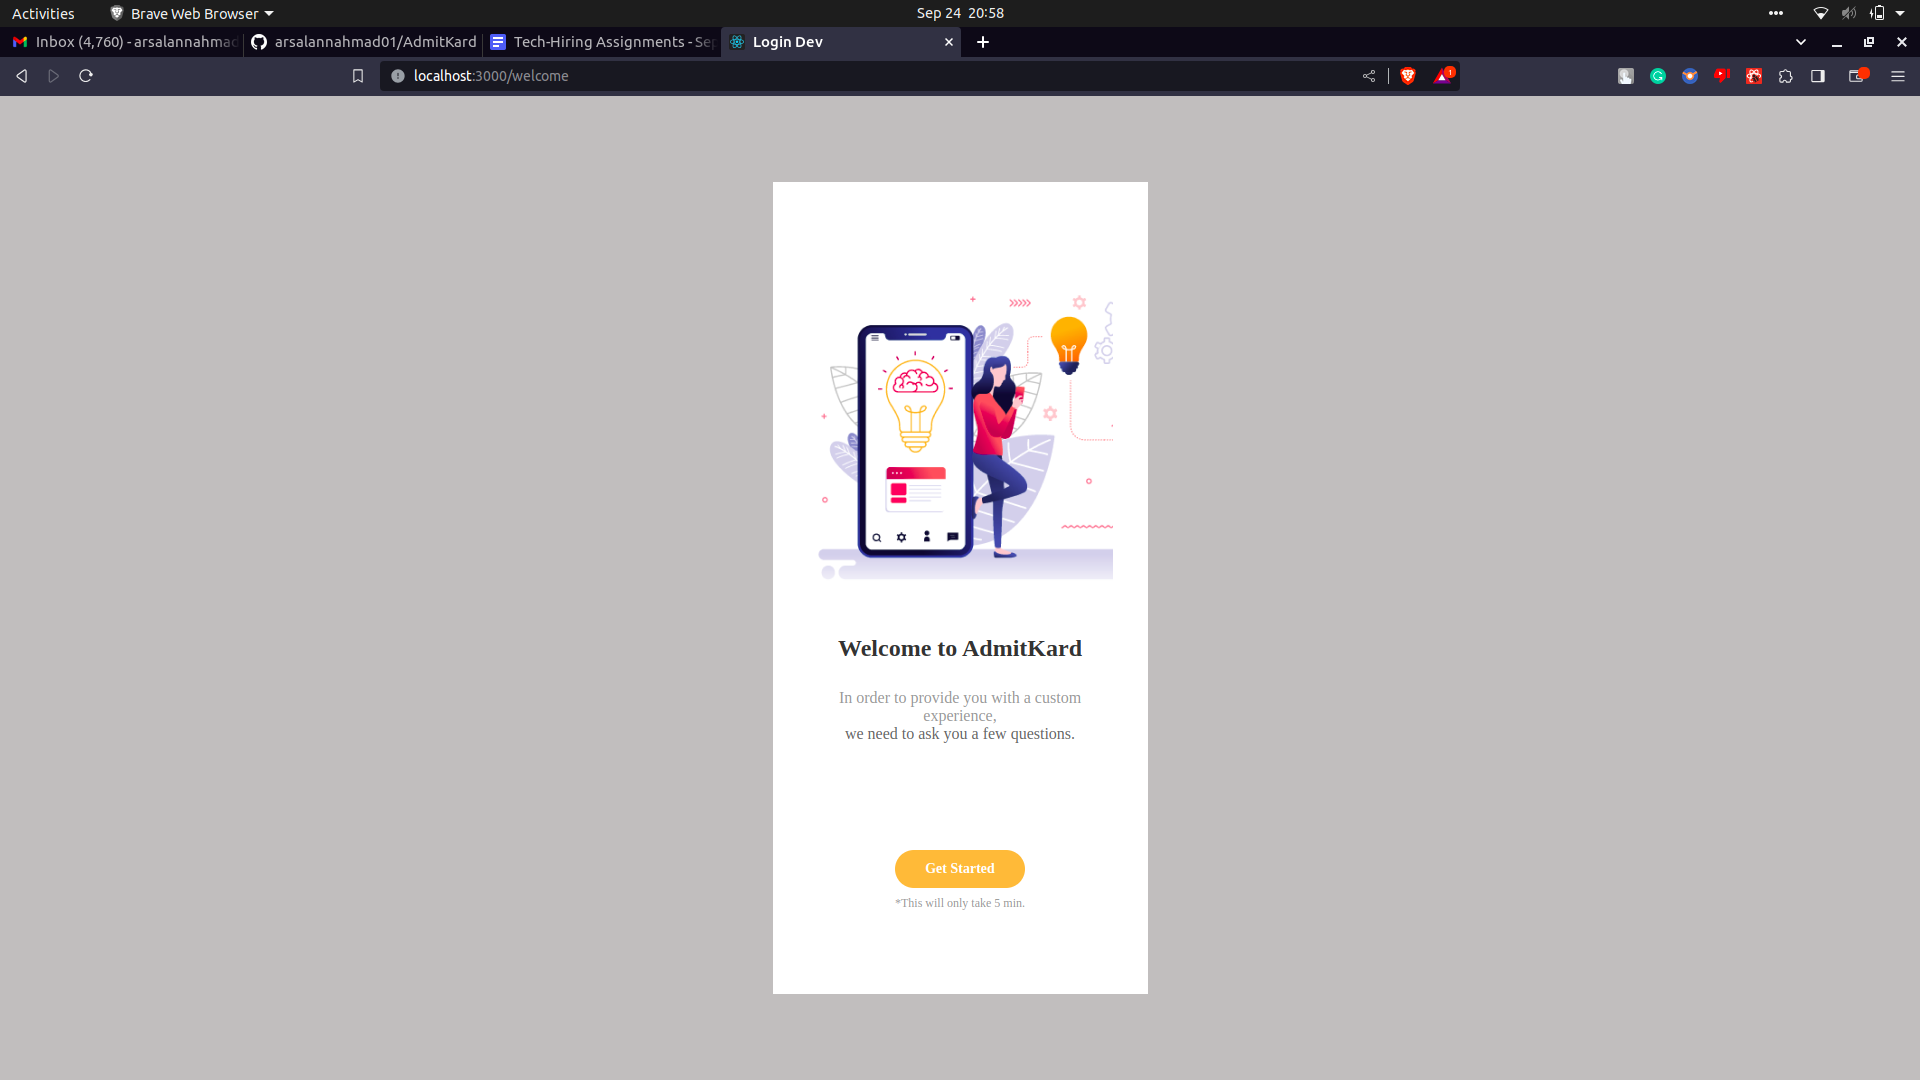 Activities
Brave Web Browser
Sep 24 20:58
Inbox (4,760) - arsalannahmad
arsalannahmad01/AdmitKard
Tech-Hiring Assignments - Sep
Login Dev
localhost:3000/welcome
1
Welcome to AdmitKard
In order to provide you with a custom
experience,
we need to ask you a few questions.
Get Started
*This will only take 5 min.